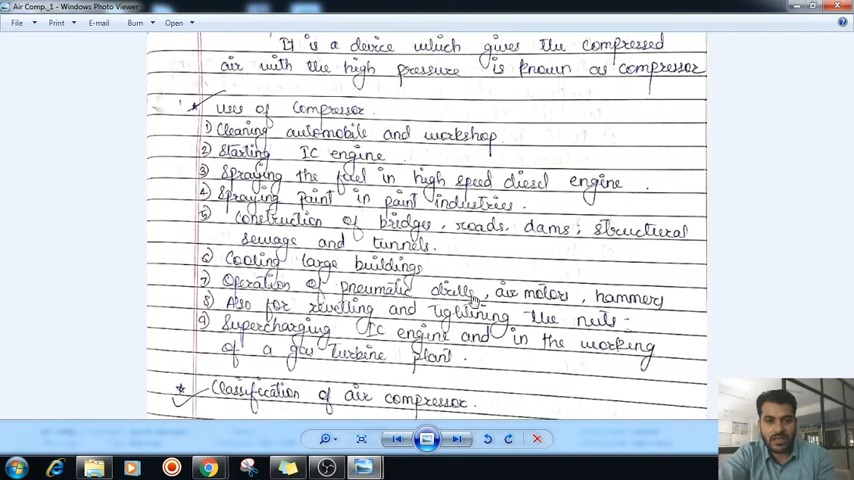 Air Comp._1 - Windows Photo Viewer
File Print E-mail Burn Open
It is a device which gives the compressed
air with the high pressure is known as compressor
* Uses of compressor.
1) Cleaning automobile and workshop
2) Starting IC engine.
3) Spraying the fuel in high speed diesel engine.
4) Spraying paint in paint industries.
5) construction of bridges, roads, dams; structural
sewage and tunnels.
6) Cooling large buildings
7) Operation of pneumatic drills, air motors, hammers
8) Also for revetting and Tightining the nuts -
9) Supercharging IC engine and in the working
of a gas Turbine plant.
* Classification of air compressor.